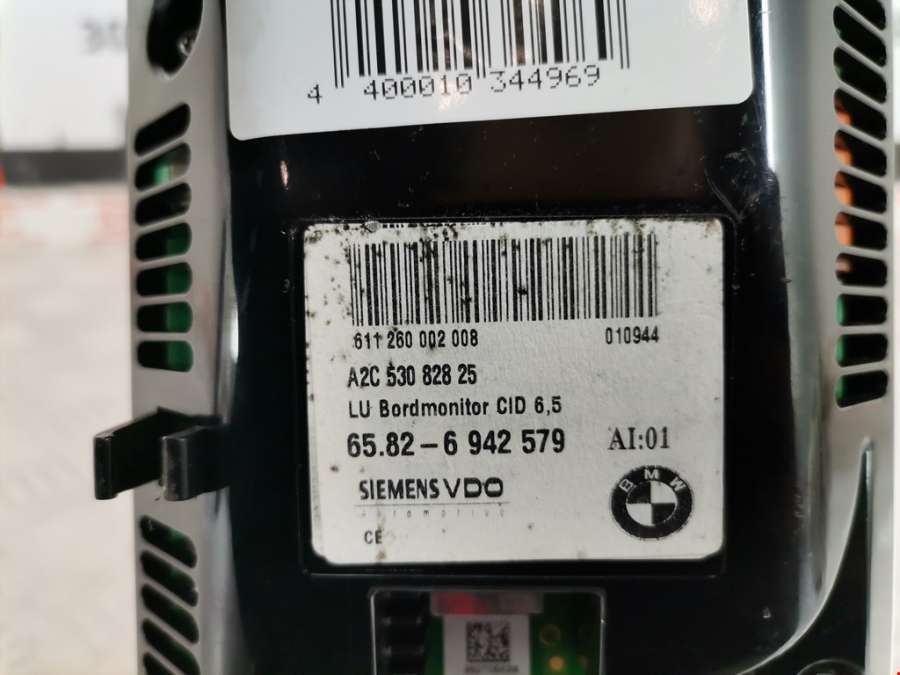 4 400010 344969
611 260 002 008 010944
A2C 530 828 25
LU Bordmonitor CID 6,5
65.82-6 942 579 AI:01
SIEMENS VDO
Automotive
BMW
CE